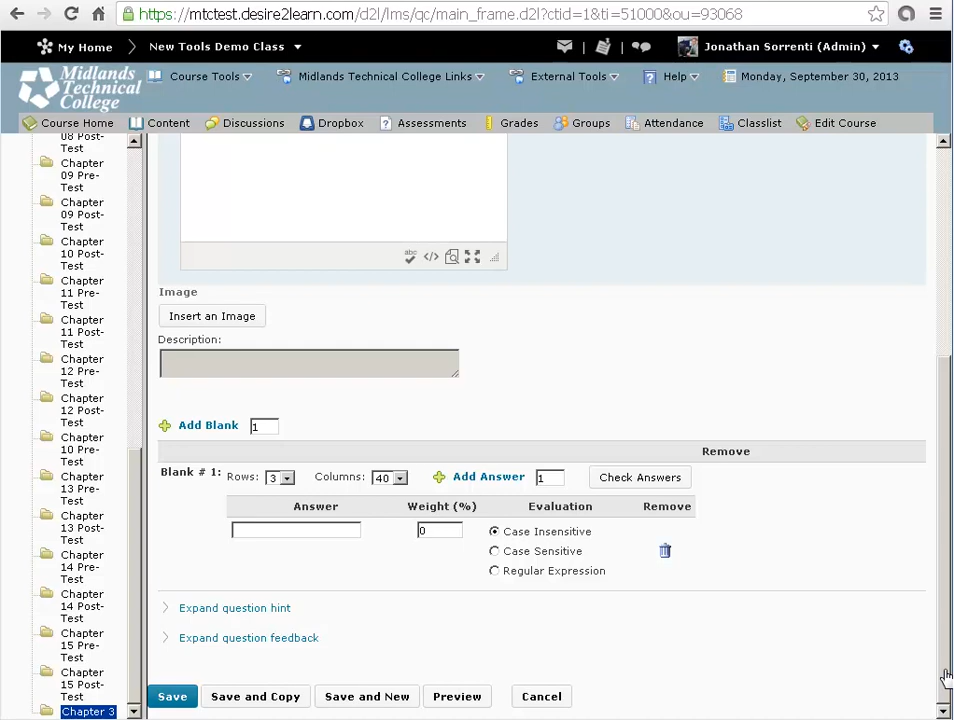 https://mtctest.desire2learn.com/d2l/lms/qc/main_frame.d2l?ctid=1&ti=51000&ou=93068
My Home
New Tools Demo Class
Jonathan Sorrenti (Admin)
Midlands
Technical
College
Course Tools
Midlands Technical College Links
External Tools
Help
Monday, September 30, 2013
Course Home
Content
Discussions
Dropbox
Assessments
Grades
Groups
Attendance
Classlist
Edit Course
08 Post-
Test
Chapter
09 Pre-
Test
Chapter
09 Post-
Test
Chapter
10 Post-
Test
Chapter
11 Pre-
Test
Chapter
11 Post-
Test
Chapter
12 Pre-
Test
Chapter
12 Post-
Test
Chapter
10 Pre-
Test
Chapter
13 Pre-
Test
Chapter
13 Post-
Test
Chapter
14 Pre-
Test
Chapter
14 Post-
Test
Chapter
15 Pre-
Test
Chapter
15 Post-
Test
Chapter 3
abc
Image
Insert an Image
Description:
Add Blank 1
Remove
Blank # 1: Rows: 3 Columns: 40 Add Answer 1 Check Answers
Answer Weight (%) Evaluation Remove
0 Case Insensitive
Case Sensitive
Regular Expression
Expand question hint
Expand question feedback
Save Save and Copy Save and New Preview Cancel